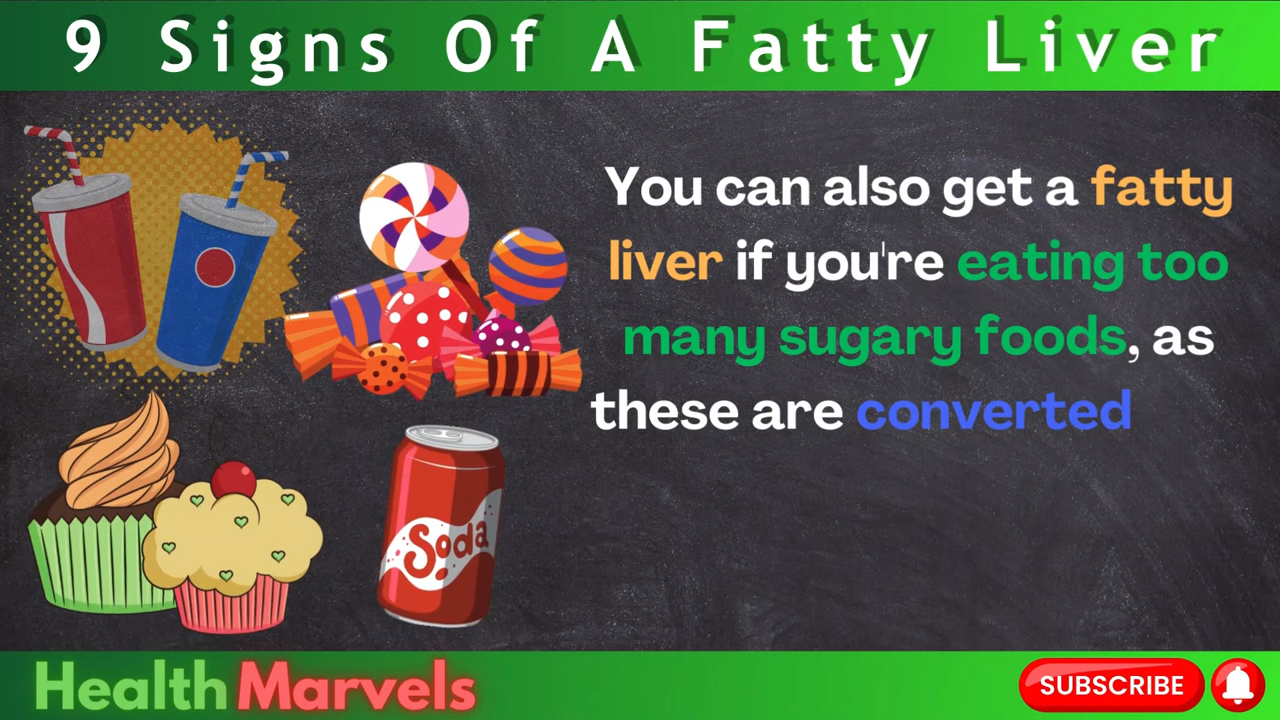 9 Signs Of A Fatty Liver
You can also get a fatty
liver if you're eating too
many sugary foods, as
these are converted
Soda
HealthMarvels
SUBSCRIBE